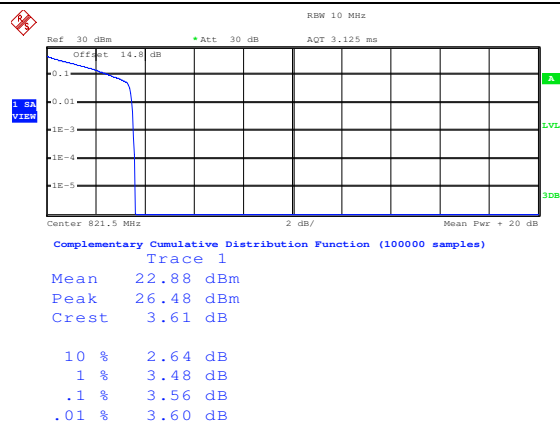 R S
RBW 10 MHz
Ref 30 dBm * Att 30 dB AQT 3.125 ms
Offset 14.8 dB
A
0.1
1 SA
VIEW
0.01
LVL
1E-3
1E-4
1E-5
3DB
Center 821.5 MHz 2 dB/ Mean Pwr + 20 dB
Complementary Cumulative Distribution Function (100000 samples)
Trace 1
Mean 22.88 dBm
Peak 26.48 dBm
Crest 3.61 dB
10 % 2.64 dB
1 % 3.48 dB
.1 % 3.56 dB
.01 % 3.60 dB